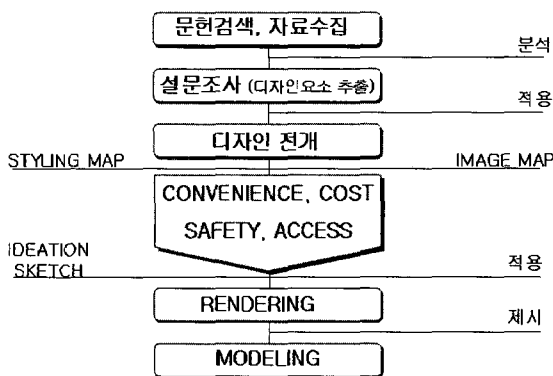 문헌검색, 자료수집
분석
설문조사 (디자인요소 추출)
적용
디자인 전개
STYLING MAP
IMAGE MAP
CONVENIENCE, COST
SAFETY, ACCESS
IDEATION
SKETCH
적용
RENDERING
제시
MODELING